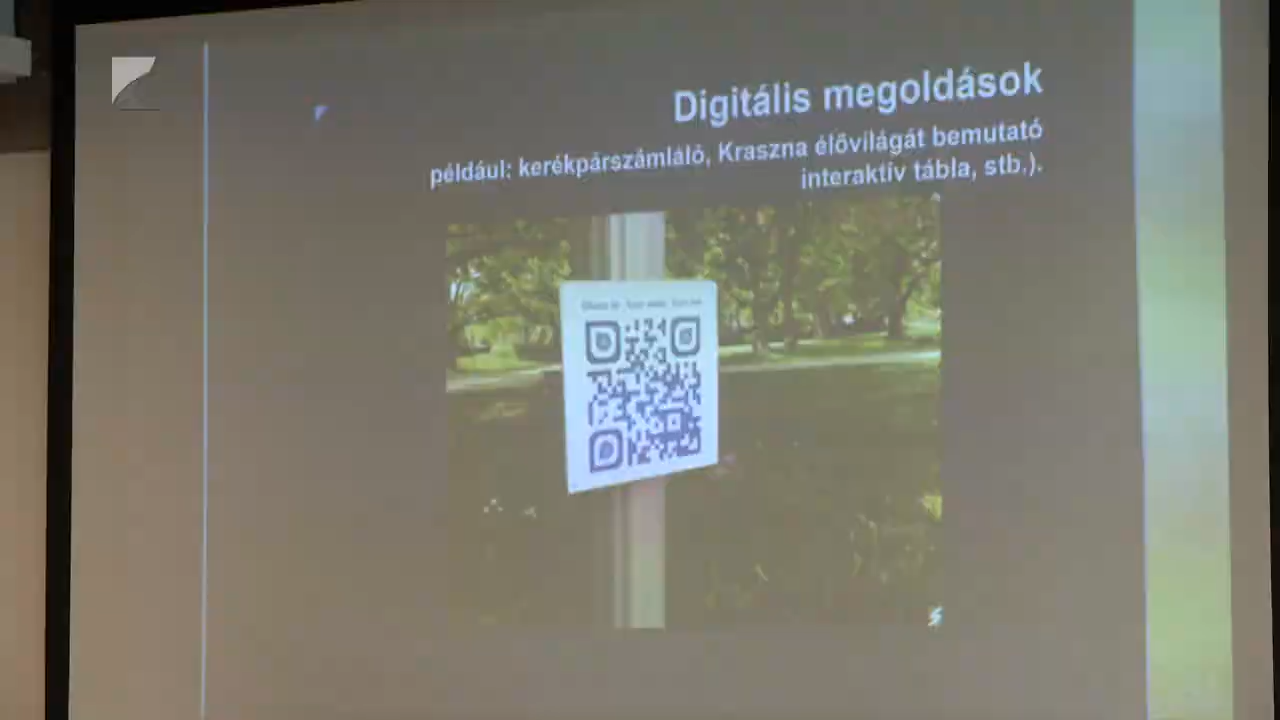 Digitális megoldások
például: kerékpárszámláló, Kraszna élővilágát bemutató
interaktív tábla, stb.).